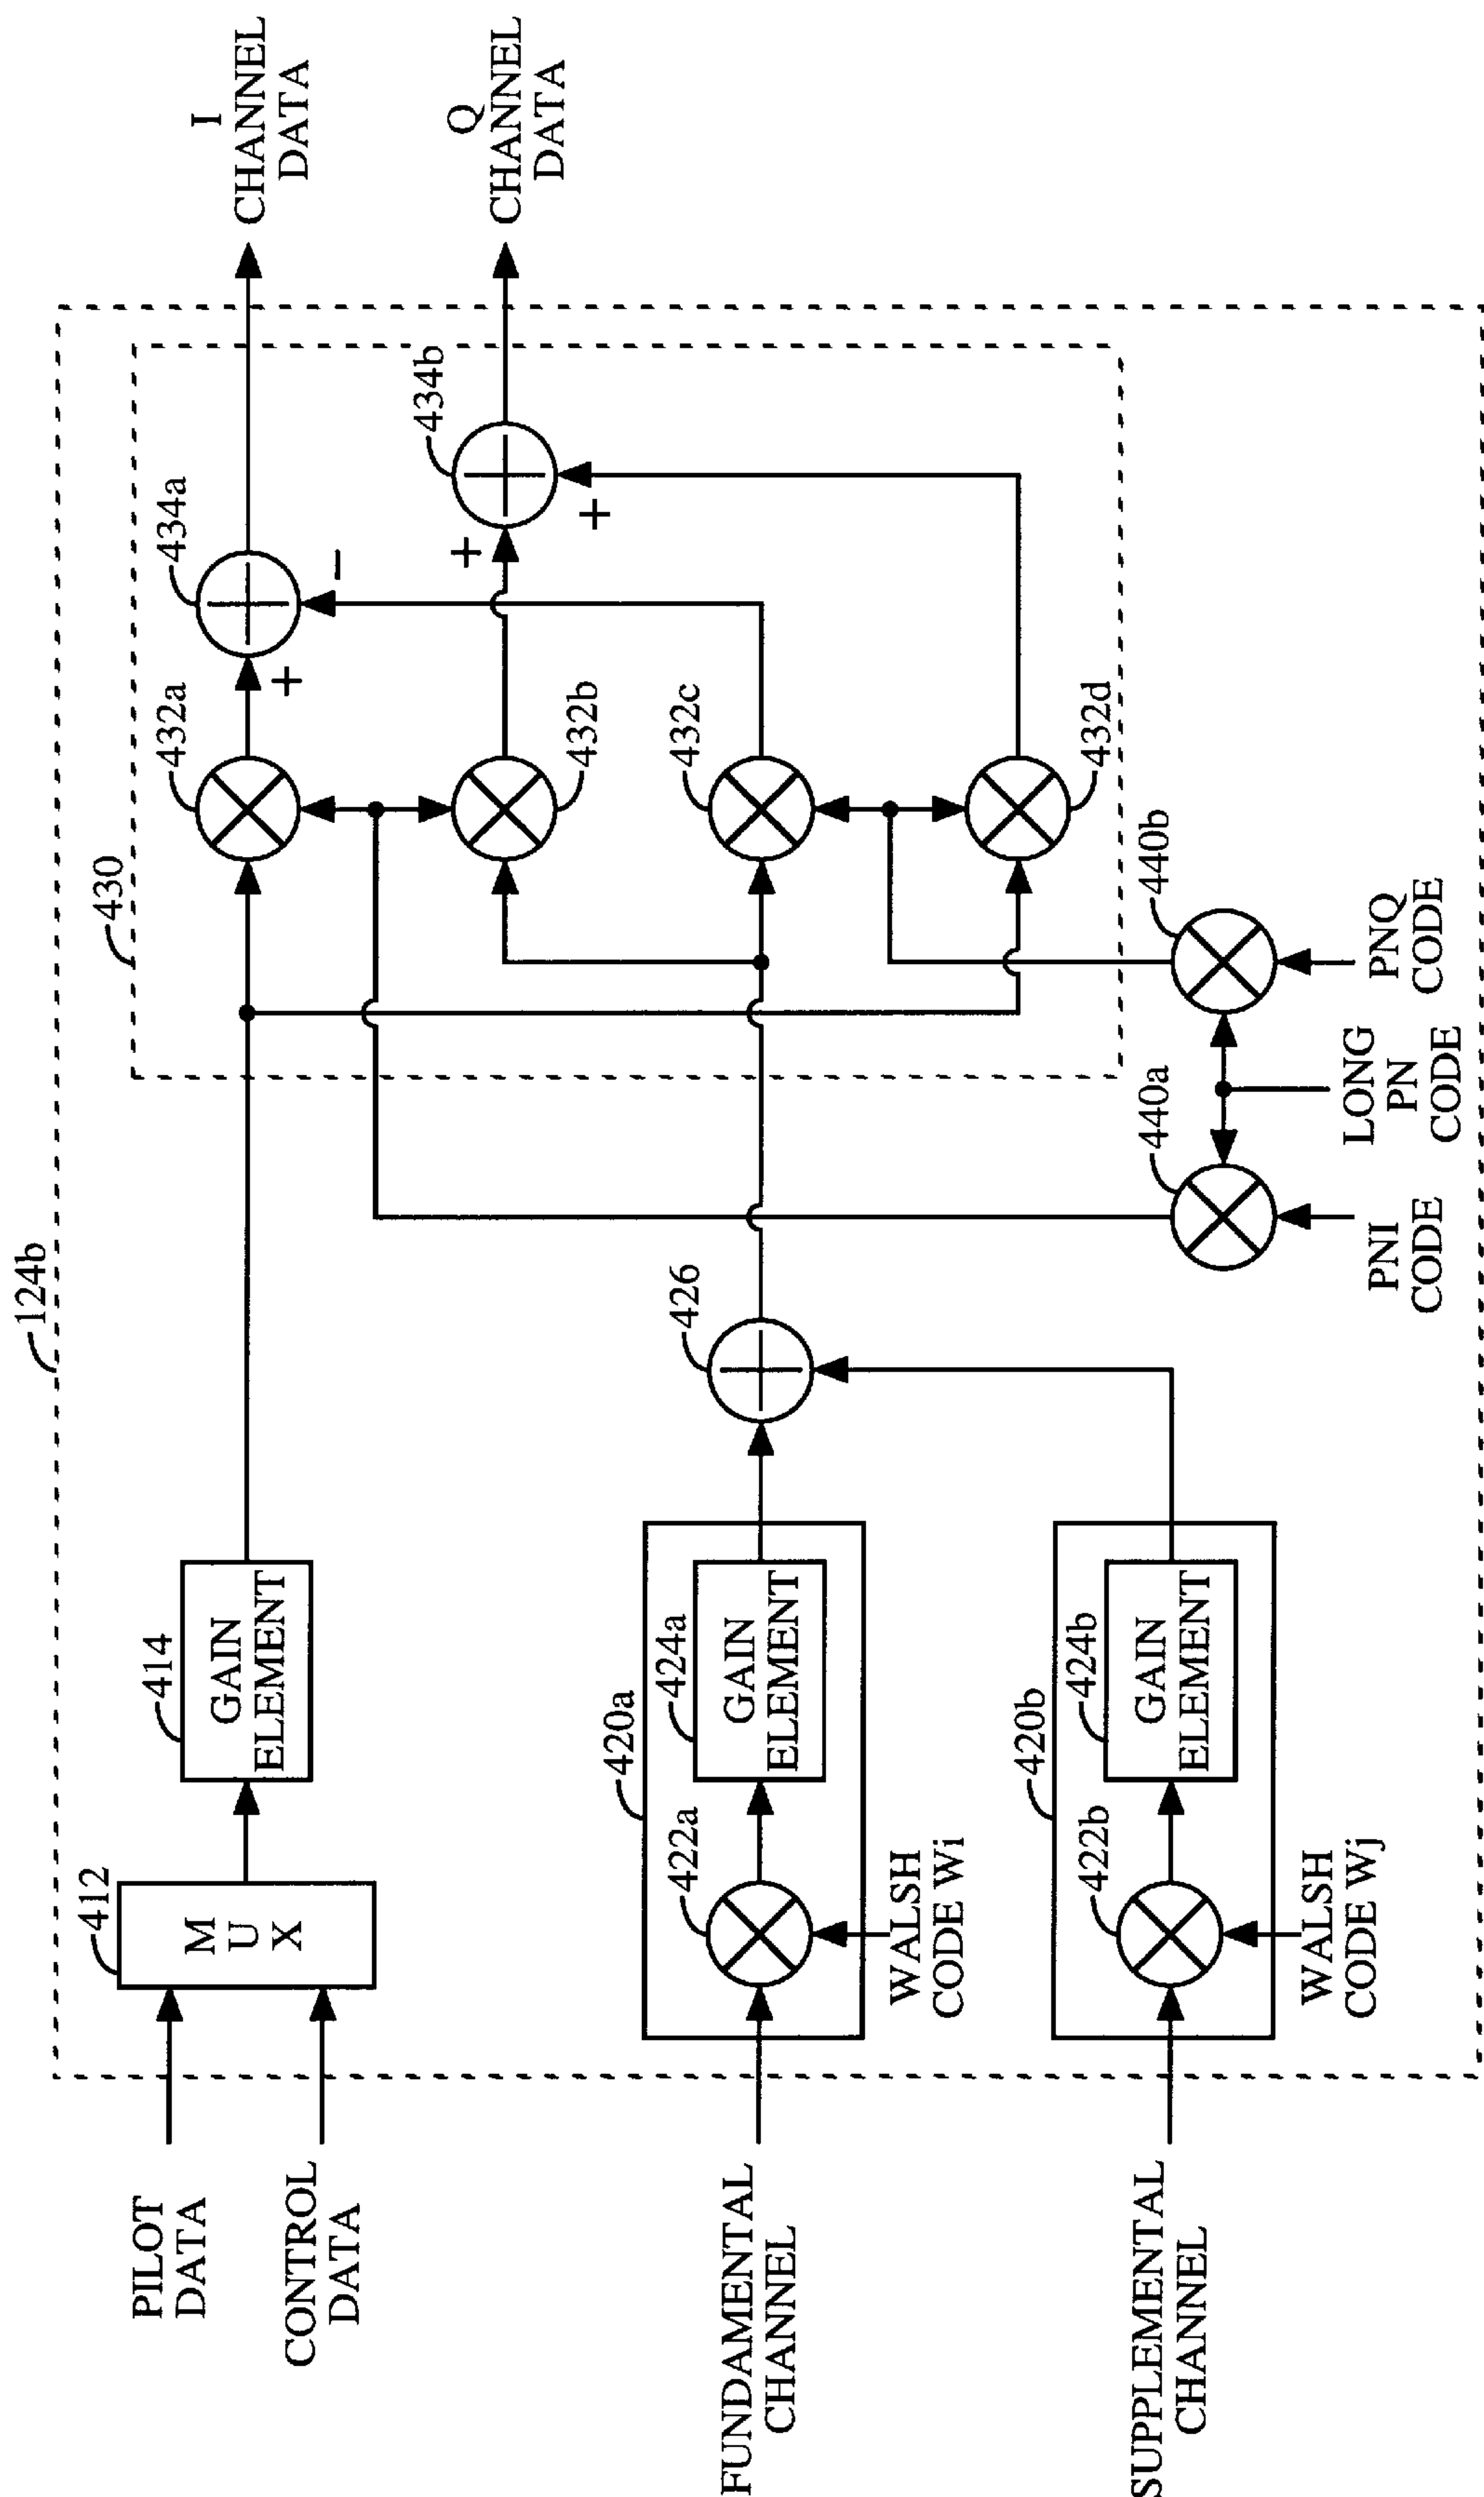 124b
430
PILOT
DATA
CONTROL
DATA
412
M
U
X
414
GAIN
ELEMENT
432a
434a
I
CHANNEL
DATA
434b
Q
CHANNEL
DATA
+
−
+
+
432b
432c
432d
FUNDAMENTAL
CHANNEL
420a
422a
424a
GAIN
ELEMENT
WALSH
CODE Wi
426
SUPPLEMENTAL
CHANNEL
420b
422b
424b
GAIN
ELEMENT
WALSH
CODE Wj
440a
440b
PNI
CODE
LONG
PN
CODE
PNQ
CODE